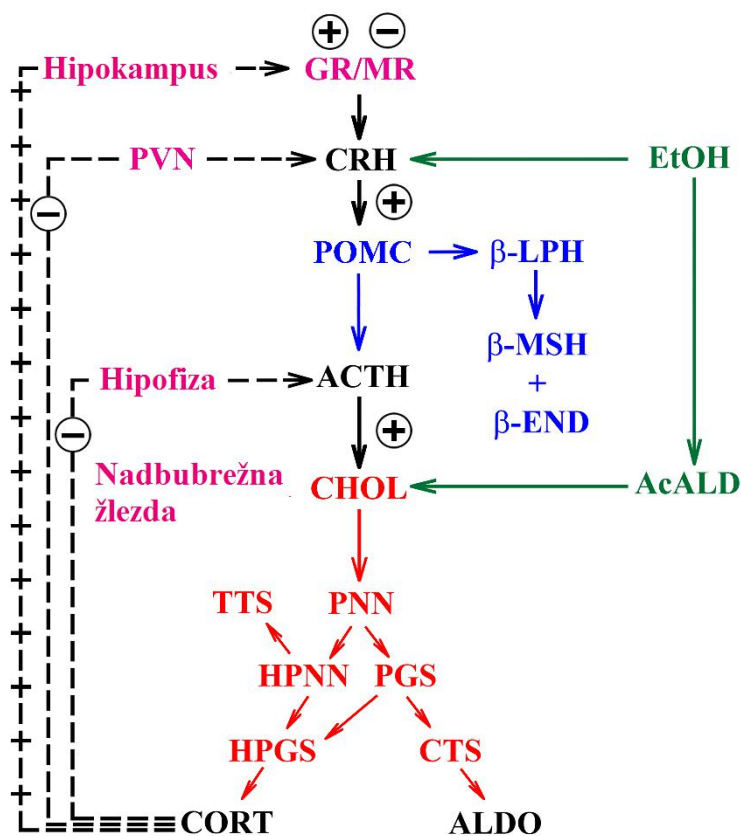 + −
Hipokampus GR/MR
PVN CRH EtOH
−
+
POMC β-LPH
β-MSH
Hipofiza ACTH +
β-END
− +
Nadbubrežna
žlezda
CHOL AcALD
TTS PNN
HPNN PGS
HPGS CTS
CORT ALDO